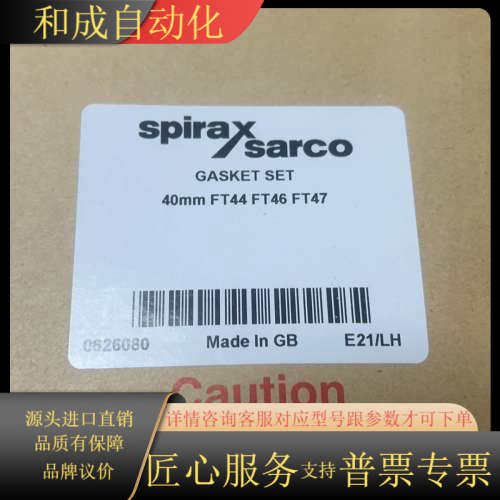 和成自动化
spirax
sarco
GASKET SET
40mm FT44 FT46 FT47
0626080 Made In GB E21/LH
Caution
源头进口直销
品质有保障
品牌议价
详情咨询客服对应型号跟参数才可下单
匠心服务 支持 普票专票